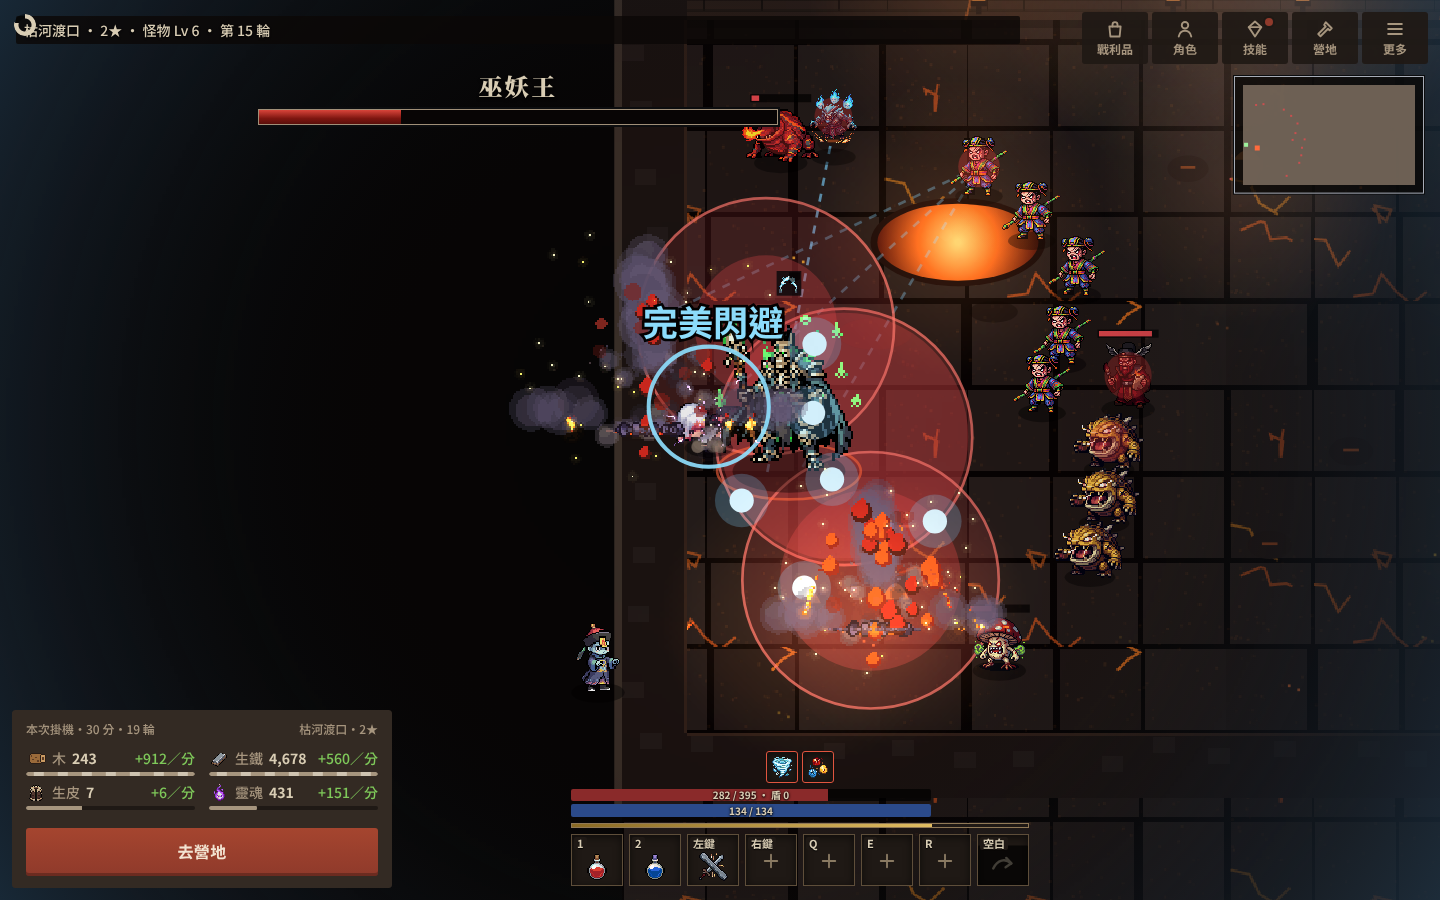 枯河渡口 · 2★ · 怪物 Lv 6 · 第 15 輪
戰利品
角色
技能
營地
更多
巫妖王
完美閃避
本次掛機・30 分・19 輪
枯河渡口・2★
木 243 +912／分
生鐵 4,678 +560／分
生皮 7 +6／分
靈魂 431 +151／分
去營地
282 / 395 · 盾 0
134 / 134
1
2
左鍵
右鍵
Q
E
R
空白